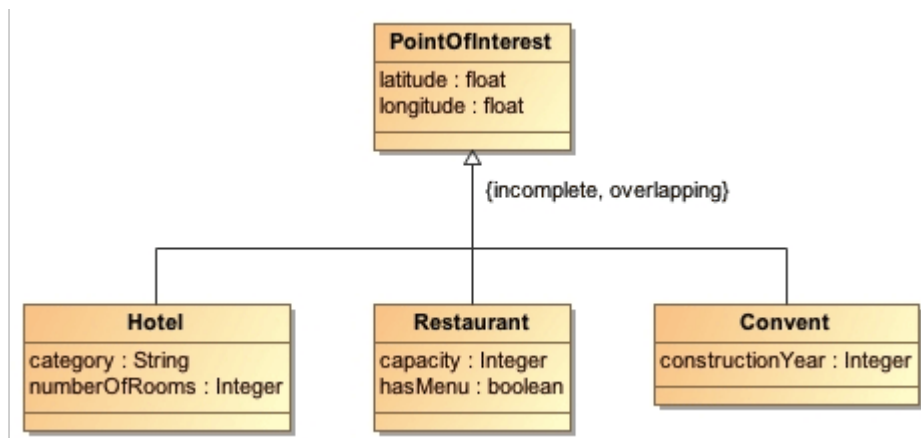 PointOfInterest
latitude : float
longitude : float
{incomplete, overlapping}
Hotel
category : String
numberOfRooms : Integer
Restaurant
capacity : Integer
hasMenu : boolean
Convent
constructionYear : Integer